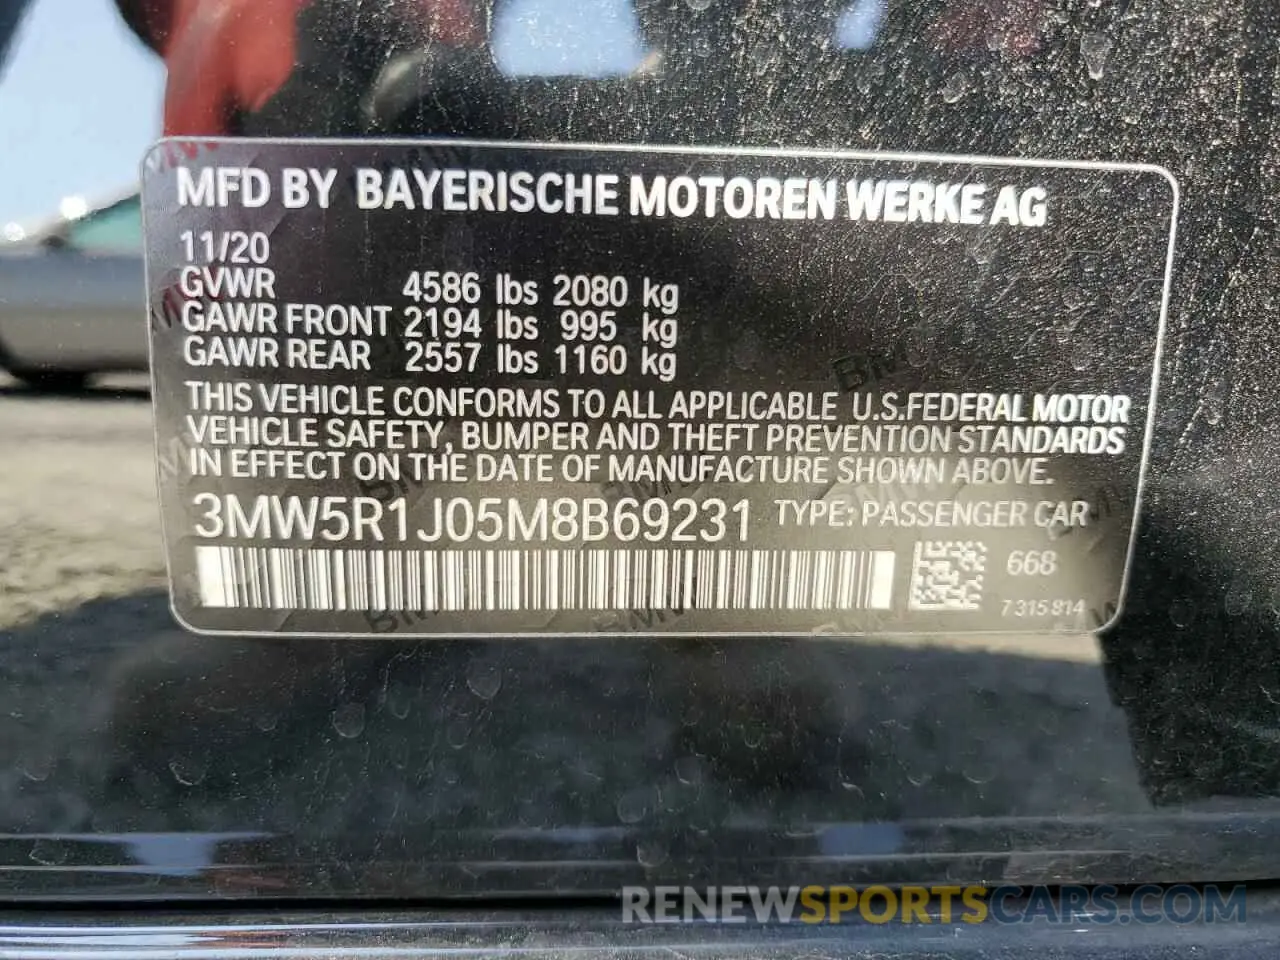 MFD BY BAYERISCHE MOTOREN WERKE AG
11/20
GVWR 4586 lbs 2080 kg
GAWR FRONT 2194 lbs 995 kg
GAWR REAR 2557 lbs 1160 kg
THIS VEHICLE CONFORMS TO ALL APPLICABLE U.S.FEDERAL MOTOR
VEHICLE SAFETY, BUMPER AND THEFT PREVENTION STANDARDS
IN EFFECT ON THE DATE OF MANUFACTURE SHOWN ABOVE.
3MW5R1J05M8B69231 TYPE: PASSENGER CAR
668
7315814
RENEWSPORTSCARS.COM